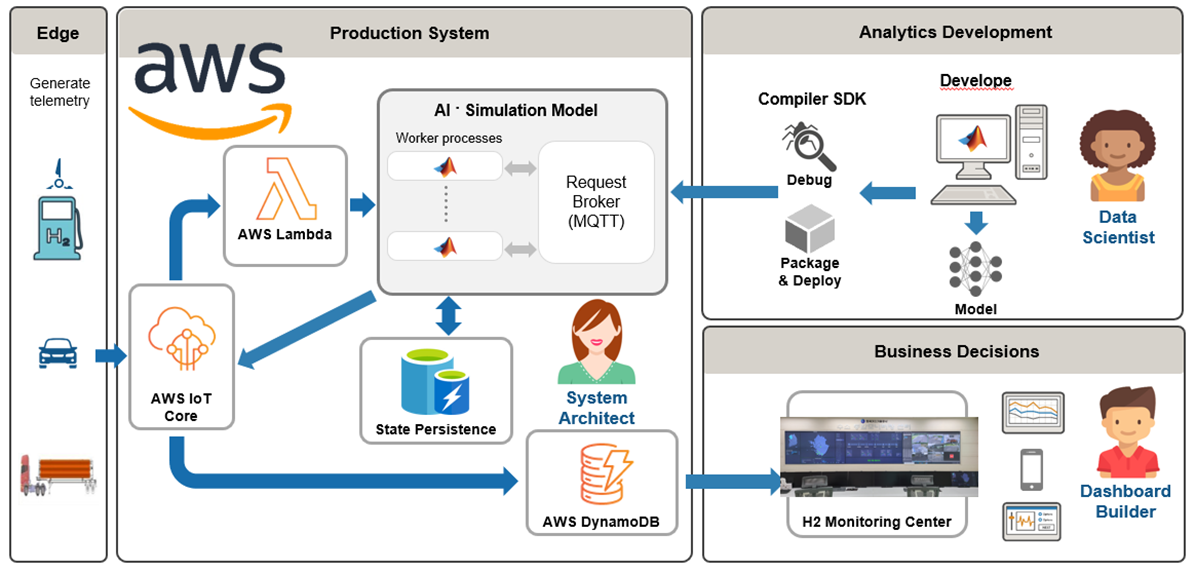 Edge
Generate
telemetry
H2
Production System
aws
AWS Lambda
AI · Simulation Model
Worker processes
Request
Broker
(MQTT)
AWS IoT
Core
State Persistence
System
Architect
AWS DynamoDB
Analytics Development
Compiler SDK
Debug
Package
& Deploy
Develope
Model
Data
Scientist
Business Decisions
H2 Monitoring Center
Dashboard
Builder